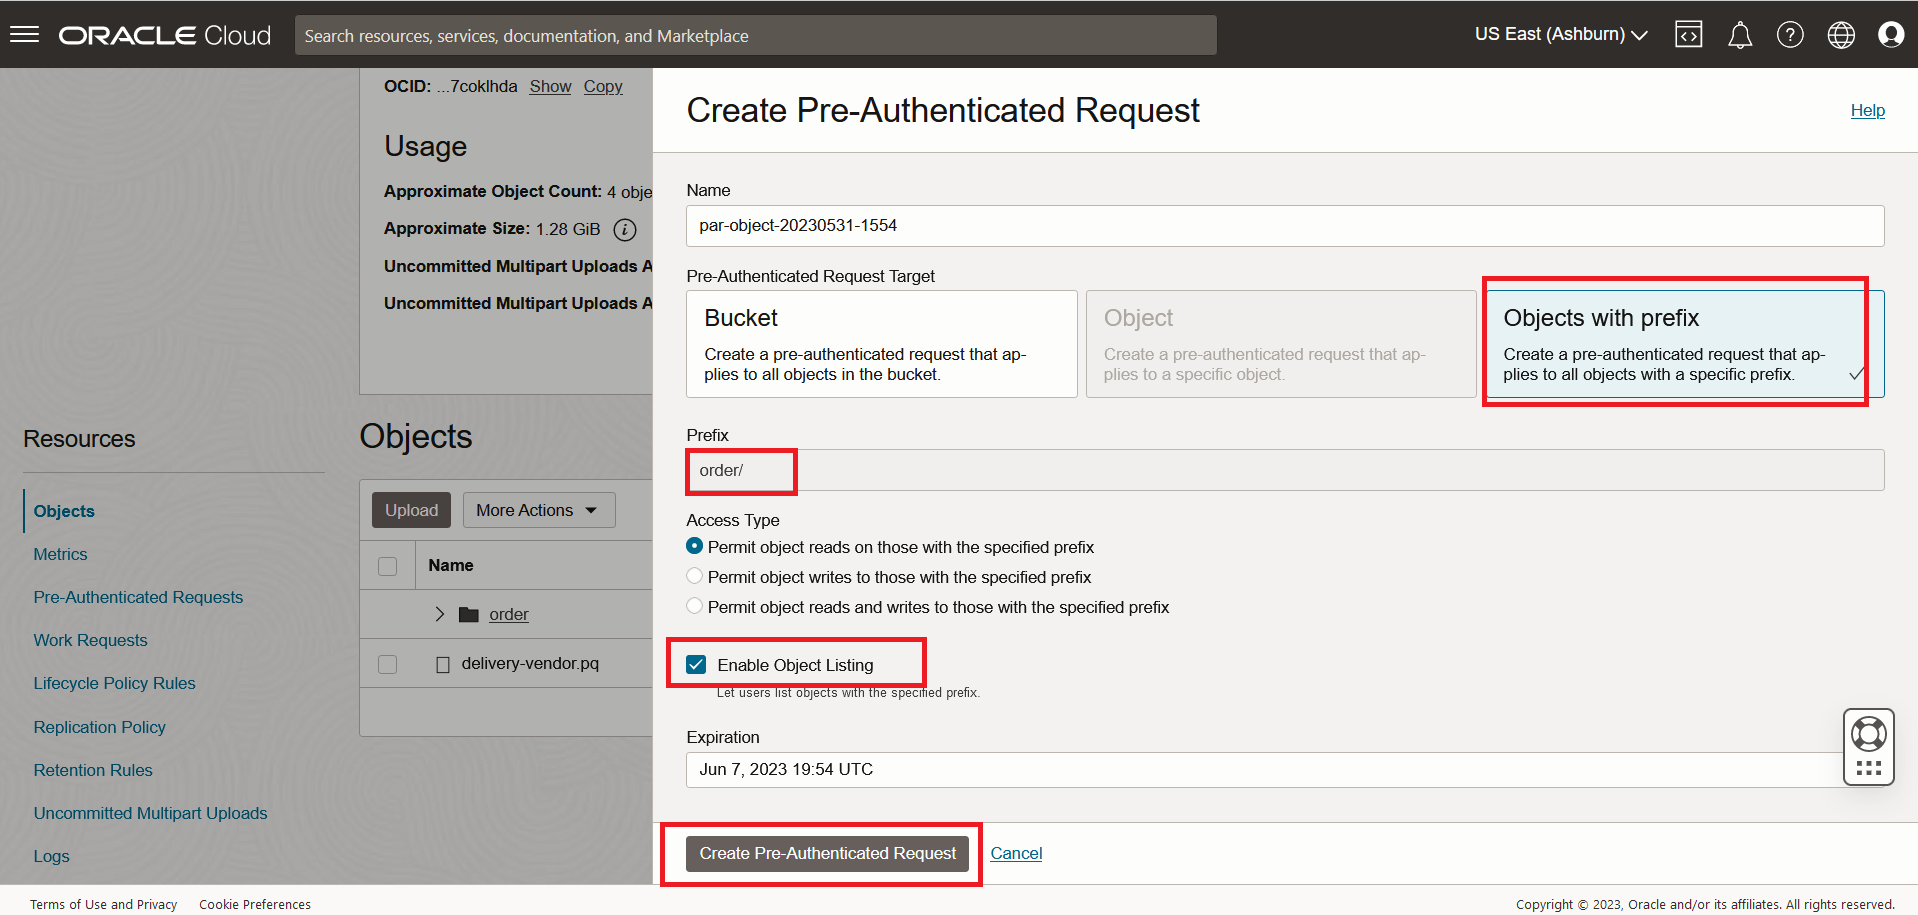 ORACLE Cloud
Search resources, services, documentation, and Marketplace
US East (Ashburn)
OCID: ...7coklhda Show Copy
Usage
Approximate Object Count: 4 obje
Approximate Size: 1.28 GiB
Uncommitted Multipart Uploads A
Uncommitted Multipart Uploads A
Resources
Objects
Metrics
Pre-Authenticated Requests
Work Requests
Lifecycle Policy Rules
Replication Policy
Retention Rules
Uncommitted Multipart Uploads
Logs
Objects
Upload
More Actions
Name
order
delivery-vendor.pq
Create Pre-Authenticated Request
Help
Name
par-object-20230531-1554
Pre-Authenticated Request Target
Bucket
Create a pre-authenticated request that ap-
plies to all objects in the bucket.
Object
Create a pre-authenticated request that ap-
plies to a specific object.
Objects with prefix
Create a pre-authenticated request that ap-
plies to all objects with a specific prefix.
Prefix
order/
Access Type
Permit object reads on those with the specified prefix
Permit object writes to those with the specified prefix
Permit object reads and writes to those with the specified prefix
Enable Object Listing
Let users list objects with the specified prefix.
Expiration
Jun 7, 2023 19:54 UTC
Create Pre-Authenticated Request
Cancel
Terms of Use and Privacy
Cookie Preferences
Copyright © 2023, Oracle and/or its affiliates. All rights reserved.